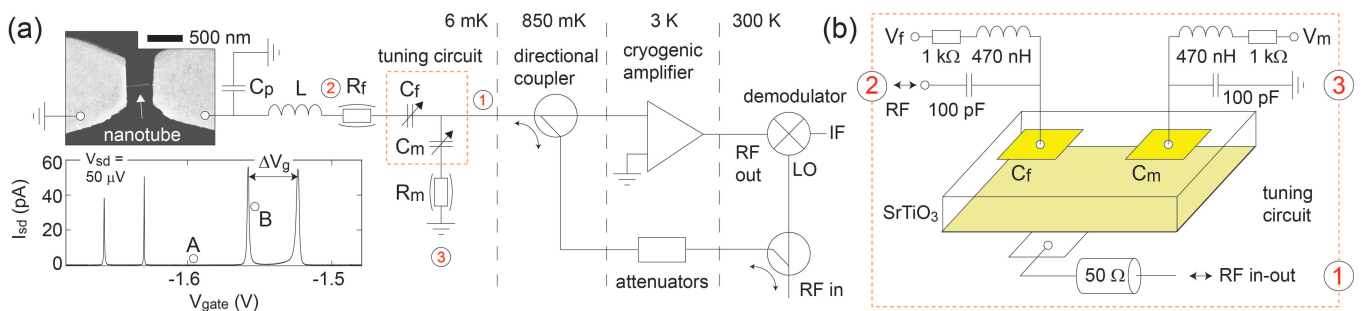 (a)
500 nm
nanotube
Cp
L
2
Rf
6 mK
850 mK
3 K
300 K
tuning circuit
directional
coupler
cryogenic
amplifier
demodulator
Cf
1
Cm
Rm
3
IF
RF
out
LO
attenuators
RF in
Vsd =
50 μV
ΔVg
B
A
60
40
20
0
Isd (pA)
-1.6
-1.5
Vgate (V)
(b)
Vf
1 kΩ
470 nH
470 nH
1 kΩ
Vm
2
RF
100 pF
100 pF
3
Cf
Cm
SrTiO3
tuning
circuit
50 Ω
RF in-out
1